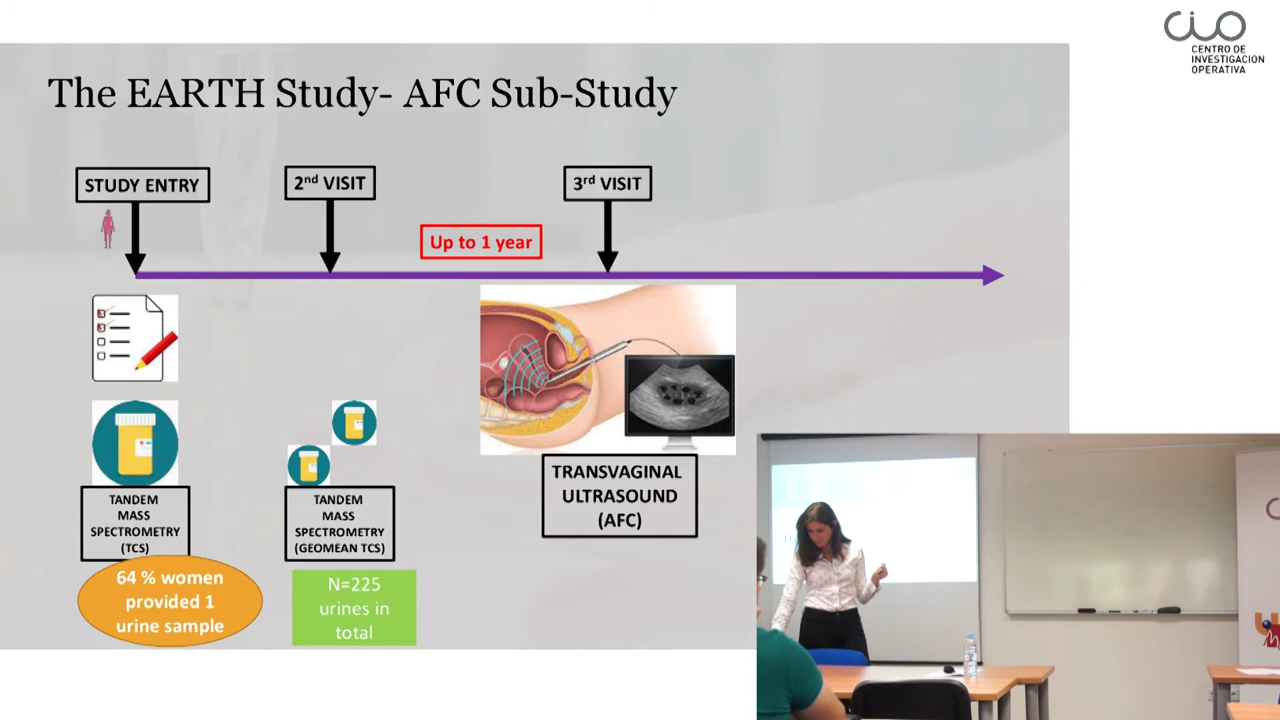 CIO
CENTRO DE
INVESTIGACION
OPERATIVA
The EARTH Study- AFC Sub-Study
STUDY ENTRY
2nd VISIT
3rd VISIT
Up to 1 year
TANDEM
MASS
SPECTROMETRY
(TCS)
TANDEM
MASS
SPECTROMETRY
(GEOMEAN TCS)
TRANSVAGINAL
ULTRASOUND
(AFC)
64 % women
provided 1
urine sample
N=225
urines in
total